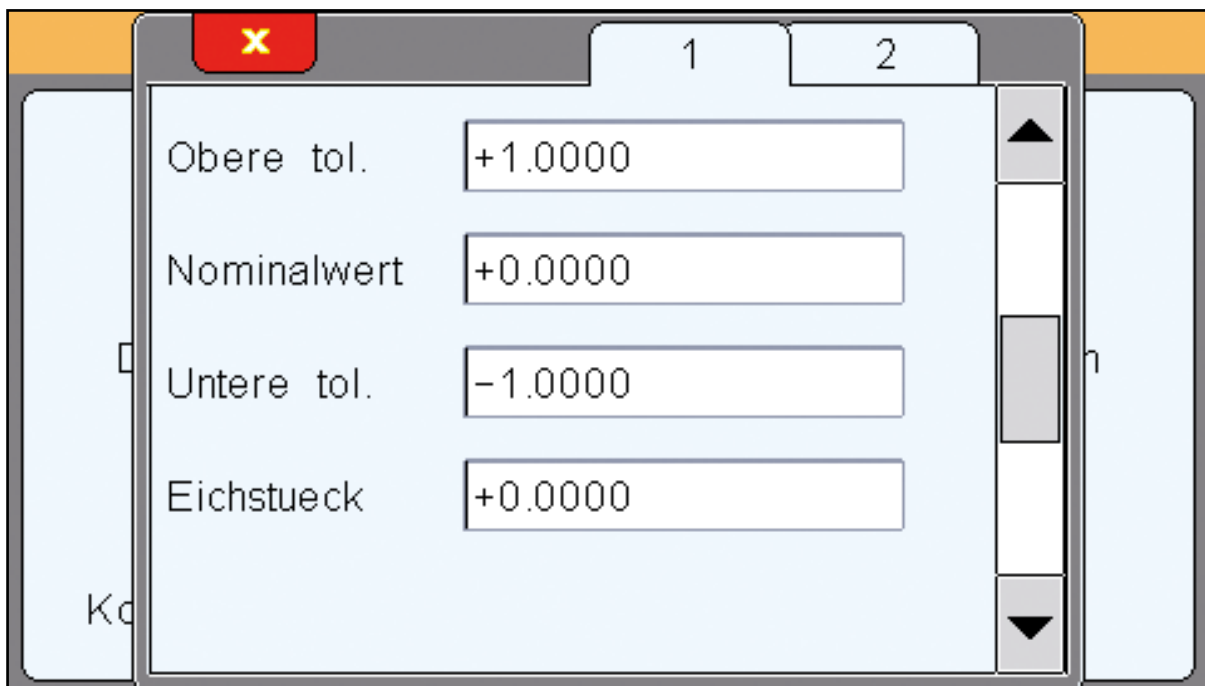 x
1 2
Obere tol. +1.0000
Nominalwert +0.0000
Untere tol. -1.0000
Eichstueck +0.0000